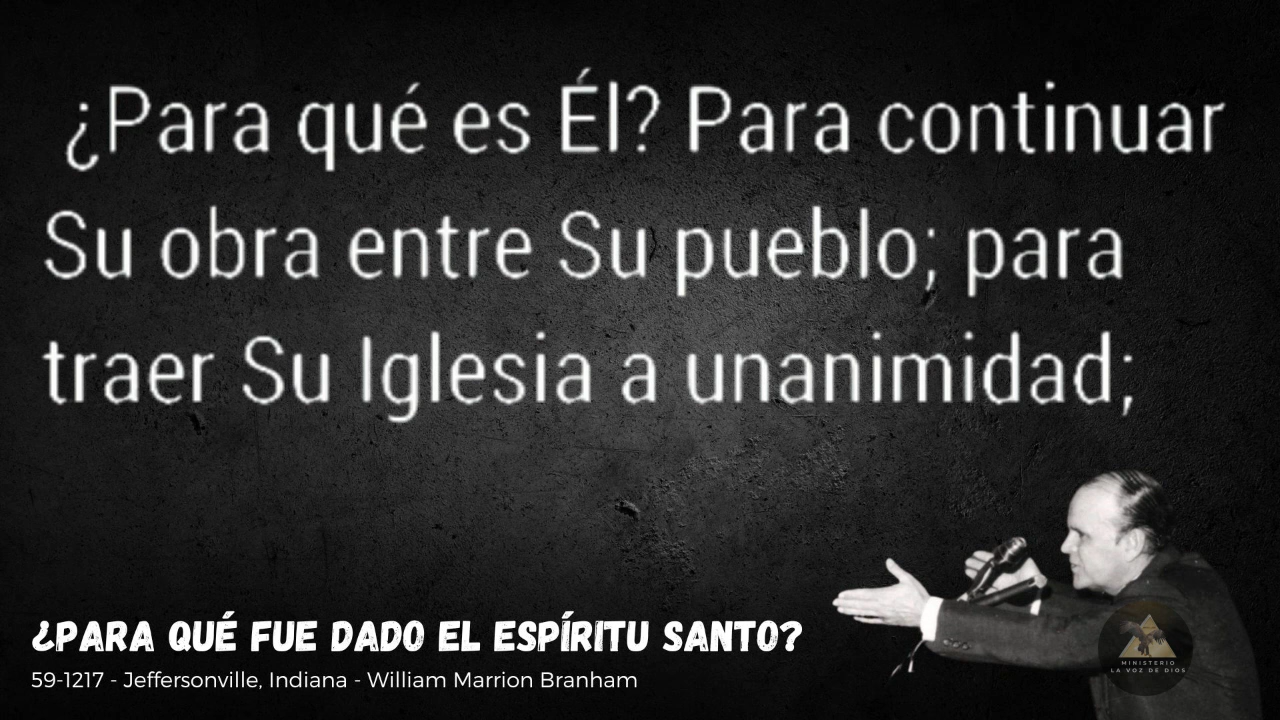 ¿Para qué es Él? Para continuar
Su obra entre Su pueblo; para
traer Su Iglesia a unanimidad;
¿PARA QUÉ FUE DADO EL ESPÍRITU SANTO?
59-1217 - Jeffersonville, Indiana - William Marrion Branham
MINISTERIO
LA VOZ DE DIOS